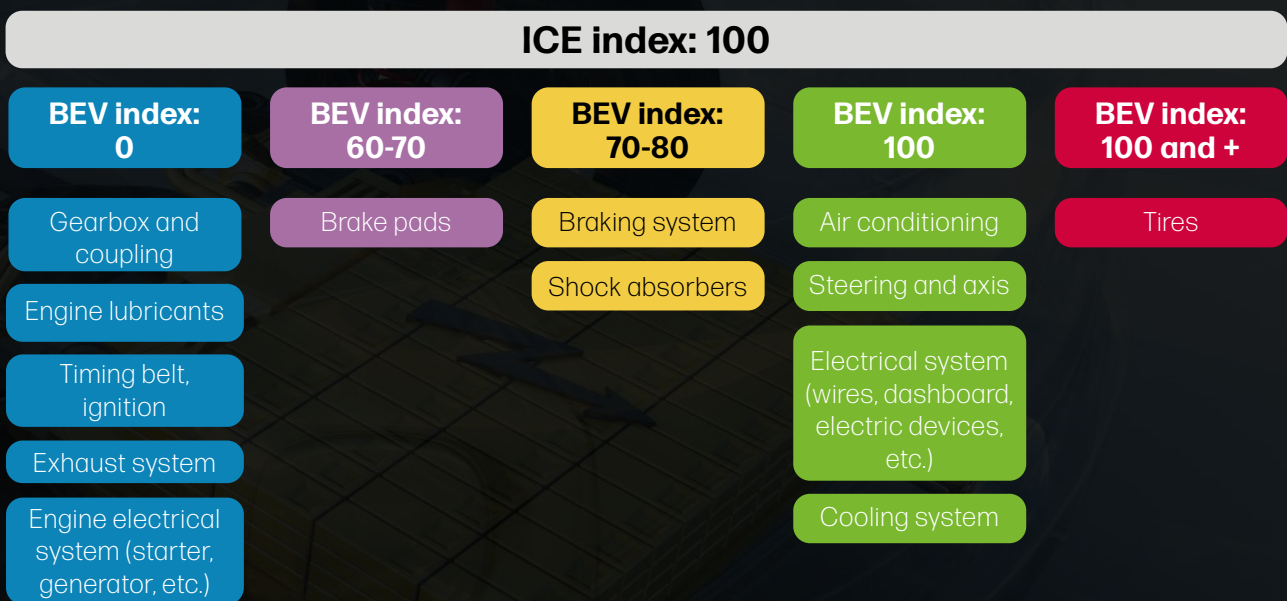 ICE index: 100
BEV index:
0
BEV index:
60-70
BEV index:
70-80
BEV index:
100
BEV index:
100 and +
Gearbox and
coupling
Engine lubricants
Timing belt,
ignition
Exhaust system
Engine electrical
system (starter,
generator, etc.)
Brake pads
Braking system
Shock absorbers
Air conditioning
Steering and axis
Electrical system
(wires, dashboard,
electric devices,
etc.)
Cooling system
Tires